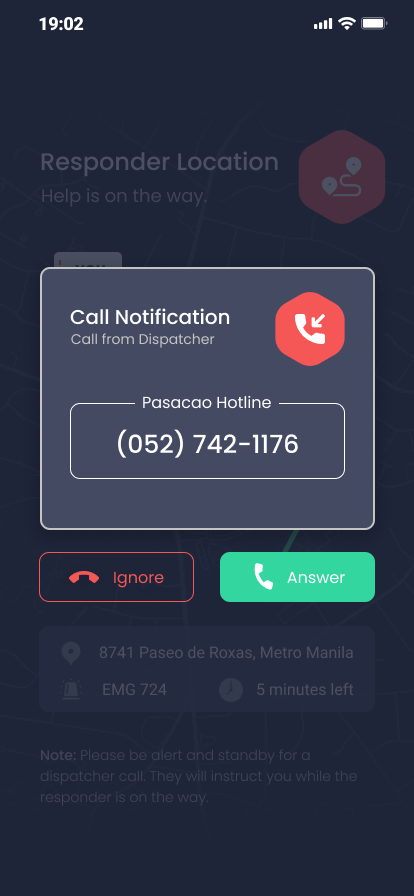 19:02
Responder Location
Help is on the way.
Call Notification
Call from Dispatcher
Pasacao Hotline
(052) 742-1176
Ignore
Answer
8741 Paseo de Roxas, Metro Manila
EMG 724
5 minutes left
Note: Please be alert and standby for a
dispatcher call. They will instruct you while the
responder is on the way.